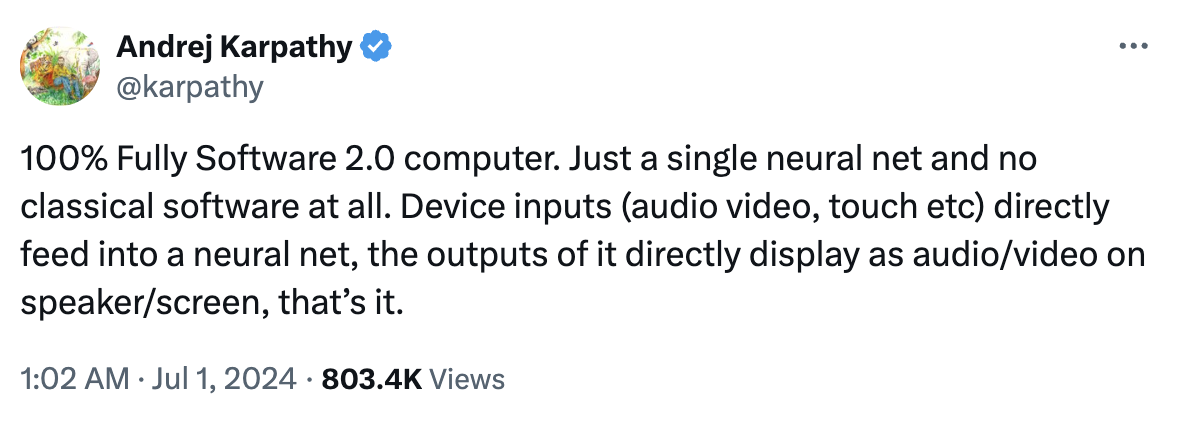 Andrej Karpathy
@karpathy
100% Fully Software 2.0 computer. Just a single neural net and no
classical software at all. Device inputs (audio video, touch etc) directly
feed into a neural net, the outputs of it directly display as audio/video on
speaker/screen, that’s it.
1:02 AM · Jul 1, 2024 · 803.4K Views